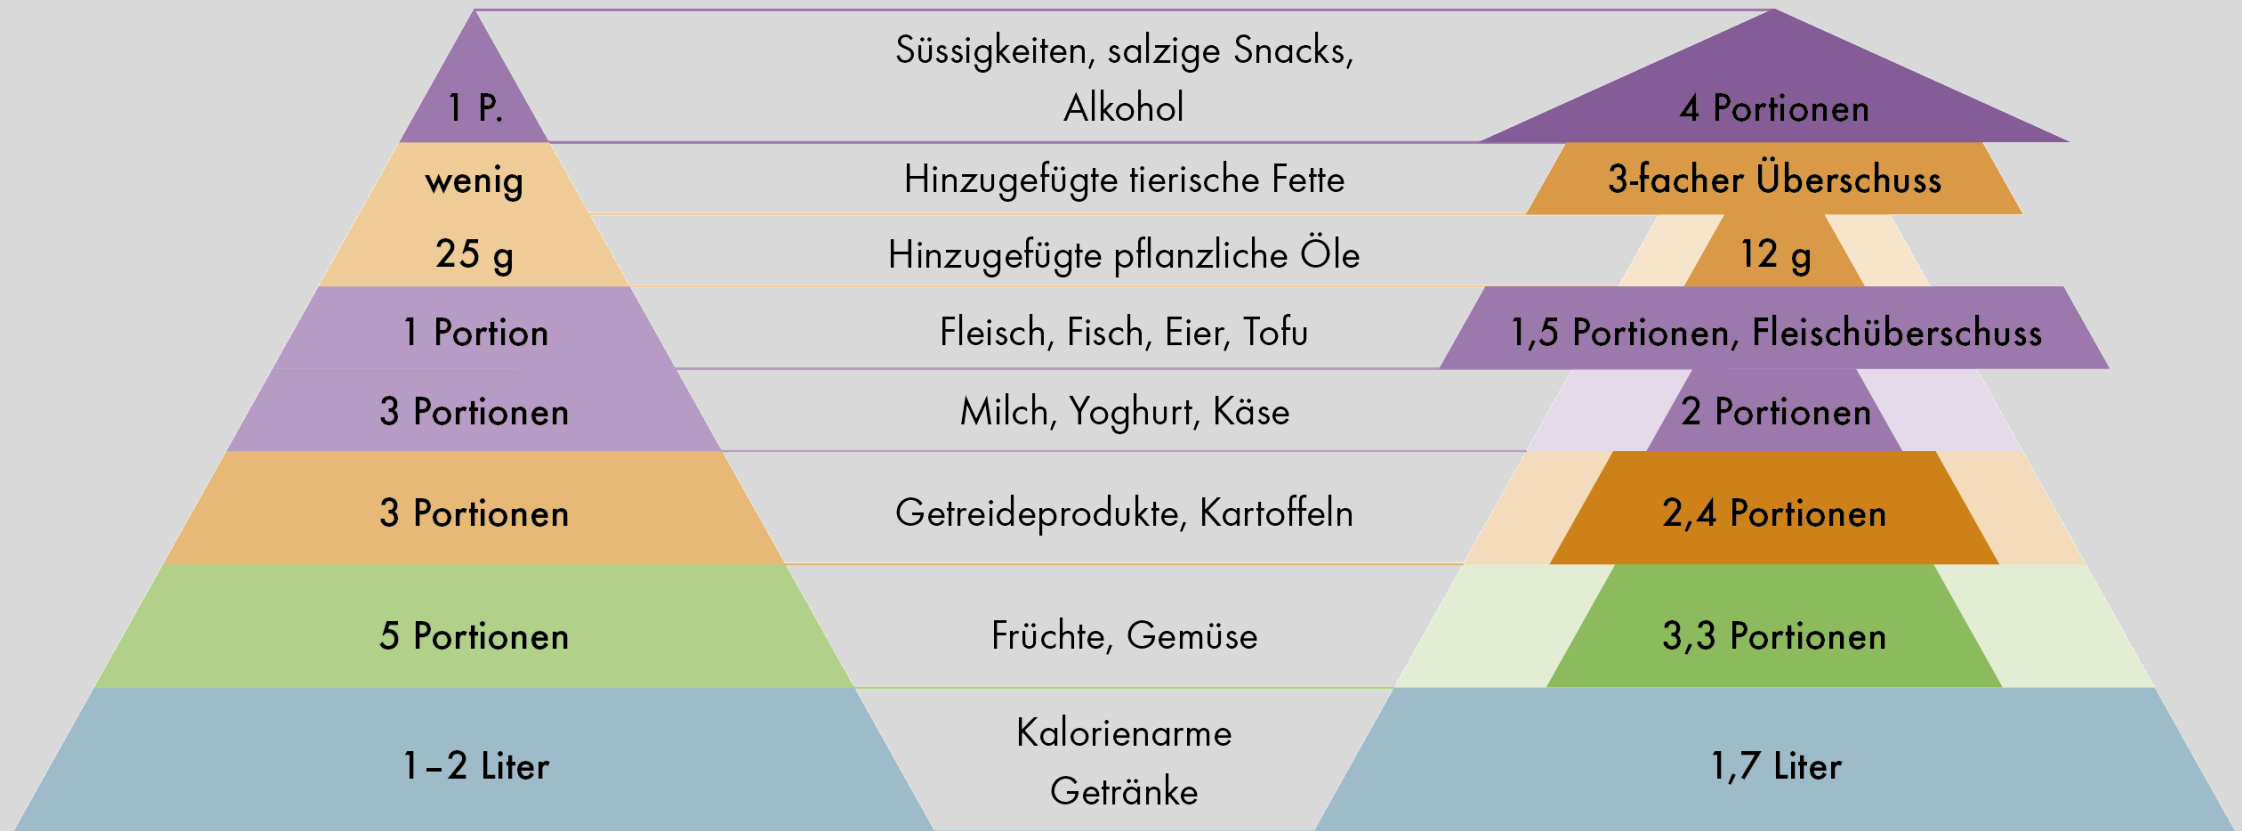 Süssigkeiten, salzige Snacks,
1 P.
Alkohol
4 Portionen
wenig
Hinzugefügte tierische Fette
3-facher Überschuss
25 g
Hinzugefügte pflanzliche Öle
12 g
1 Portion
Fleisch, Fisch, Eier, Tofu
1,5 Portionen, Fleischüberschuss
3 Portionen
Milch, Yoghurt, Käse
2 Portionen
3 Portionen
Getreideprodukte, Kartoffeln
2,4 Portionen
5 Portionen
Früchte, Gemüse
3,3 Portionen
1–2 Liter
Kalorienarme
Getränke
1,7 Liter